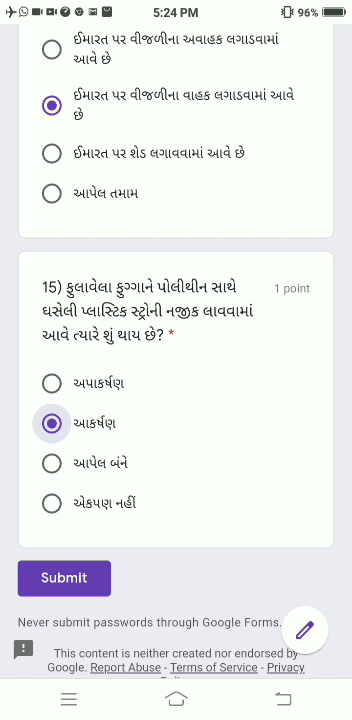 5:24 PM
96%
ઈમારત પર વીજળીના અવાહક લગાડવામાં
આવે છે
ઈમારત પર વીજળીના વાહક લગાડવામાં આવે
છે
ઈમારત પર શેડ લગાવવામાં આવે છે
આપેલ તમામ
15) ફુલાવેલા ફુગ્ગાને પોલીથીન સાથે 1 point
ઘસેલી પ્લાસ્ટિક સ્ટ્રોની નજીક લાવવામાં
આવે ત્યારે શું થાય છે? *
અપાકર્ષણ
આકર્ષણ
આપેલ બંને
એકપણ નહીં
Submit
Never submit passwords through Google Forms.
This content is neither created nor endorsed by
Google. Report Abuse - Terms of Service - Privacy